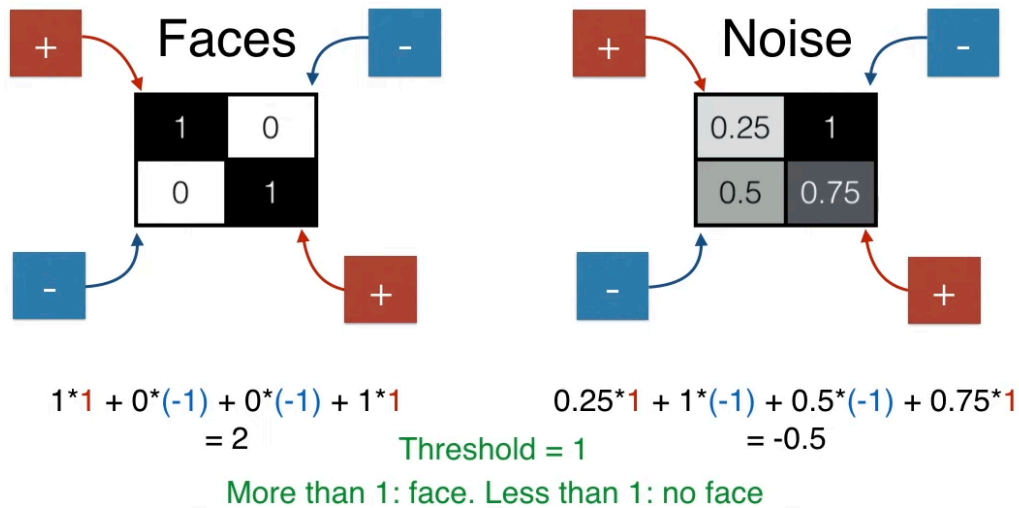 + Faces - + Noise -
1 0 0.25 1
0 1 0.5 0.75
- + - +
1*1 + 0*(-1) + 0*(-1) + 1*1 0.25*1 + 1*(-1) + 0.5*(-1) + 0.75*1
= 2 = -0.5
Threshold = 1
More than 1: face. Less than 1: no face